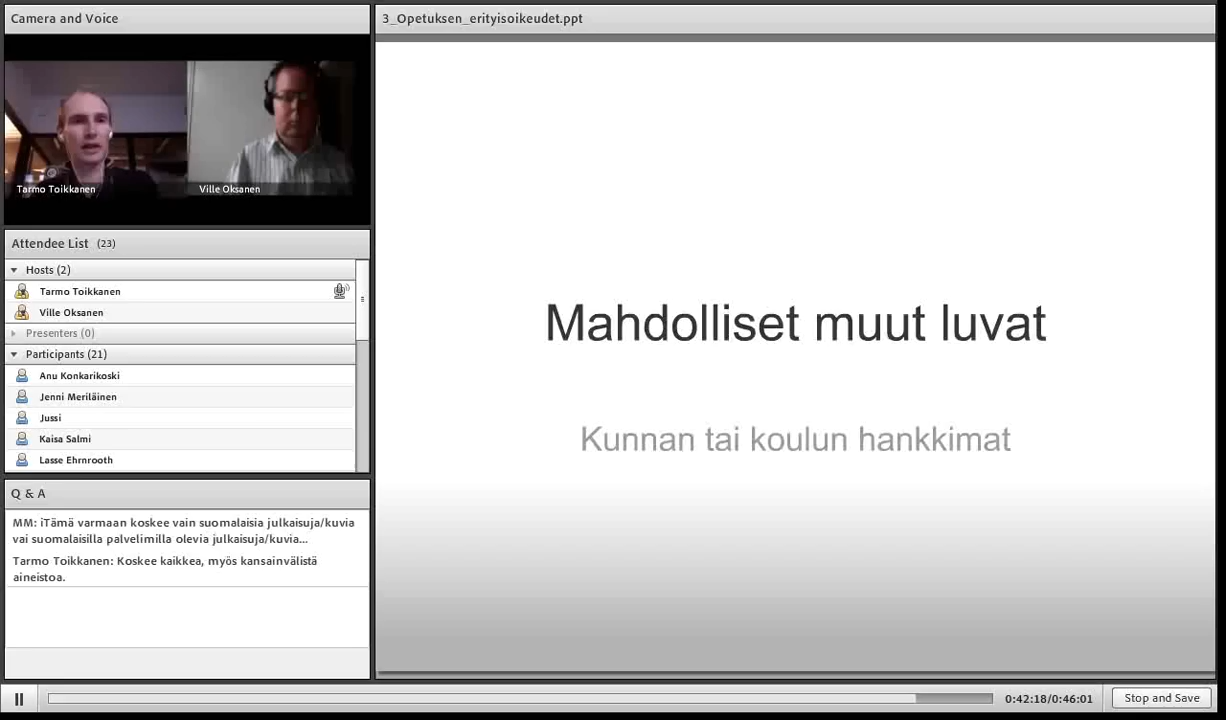 Camera and Voice
Tarmo Toikkanen
Ville Oksanen
Attendee List (23)
Hosts (2)
Tarmo Toikkanen
Ville Oksanen
Presenters (0)
Participants (21)
Anu Konkarikoski
Jenni Meriläinen
Jussi
Kaisa Salmi
Lasse Ehrnrooth
Q & A
MM: iTämä varmaan koskee vain suomalaisia julkaisuja/kuvia
vai suomalaisilla palvelimilla olevia julkaisuja/kuvia...
Tarmo Toikkanen: Koskee kaikkea, myös kansainvälistä
aineistoa.
3_Opetuksen_erityisoikeudet.ppt
Mahdolliset muut luvat
Kunnan tai koulun hankkimat
0:42:18/0:46:01
Stop and Save